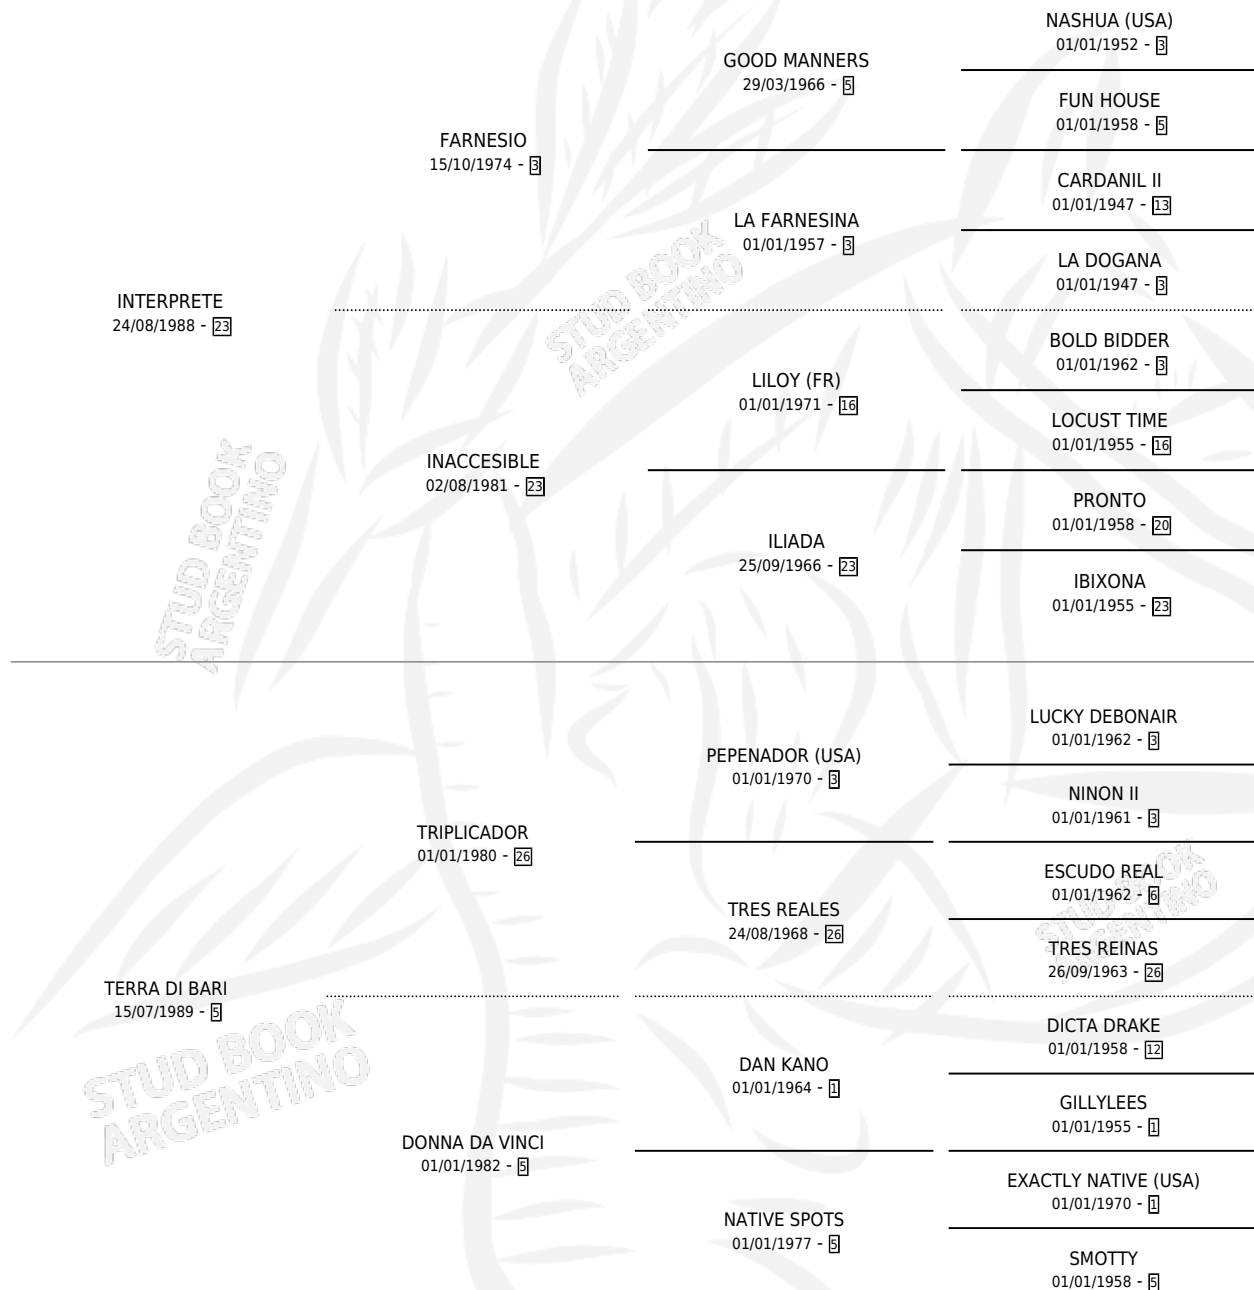 NASHUA (USA)
01/01/1952 - 3
GOOD MANNERS
29/03/1966 - 5
FUN HOUSE
01/01/1958 - 5
FARNESIO
15/10/1974 - 3
CARDANIL II
01/01/1947 - 13
LA FARNESINA
01/01/1957 - 3
LA DOGANA
01/01/1947 - 3
INTERPRETE
24/08/1988 - 23
BOLD BIDDER
01/01/1962 - 3
LILOY (FR)
01/01/1971 - 16
LOCUST TIME
01/01/1955 - 16
INACCESIBLE
02/08/1981 - 23
PRONTO
01/01/1958 - 20
ILIADA
25/09/1966 - 23
IBIXONA
01/01/1955 - 23
LUCKY DEBONAIR
01/01/1962 - 3
PEPENADOR (USA)
01/01/1970 - 3
NINON II
01/01/1961 - 3
TRIPLICADOR
01/01/1980 - 26
ESCUDO REAL
01/01/1962 - 6
TRES REALES
24/08/1968 - 26
TRES REINAS
26/09/1963 - 26
TERRA DI BARI
15/07/1989 - 5
DICTA DRAKE
01/01/1958 - 12
DAN KANO
01/01/1964 - 1
GILLYLEES
01/01/1955 - 1
DONNA DA VINCI
01/01/1982 - 5
EXACTLY NATIVE (USA)
01/01/1970 - 1
NATIVE SPOTS
01/01/1977 - 5
SMOTTY
01/01/1958 - 5
STUD BOOK
ARGENTINO
STUD BOOK
ARGENTINO
STUD BOOK
ARGENTINO
STUD BOOK
ARGENTINO